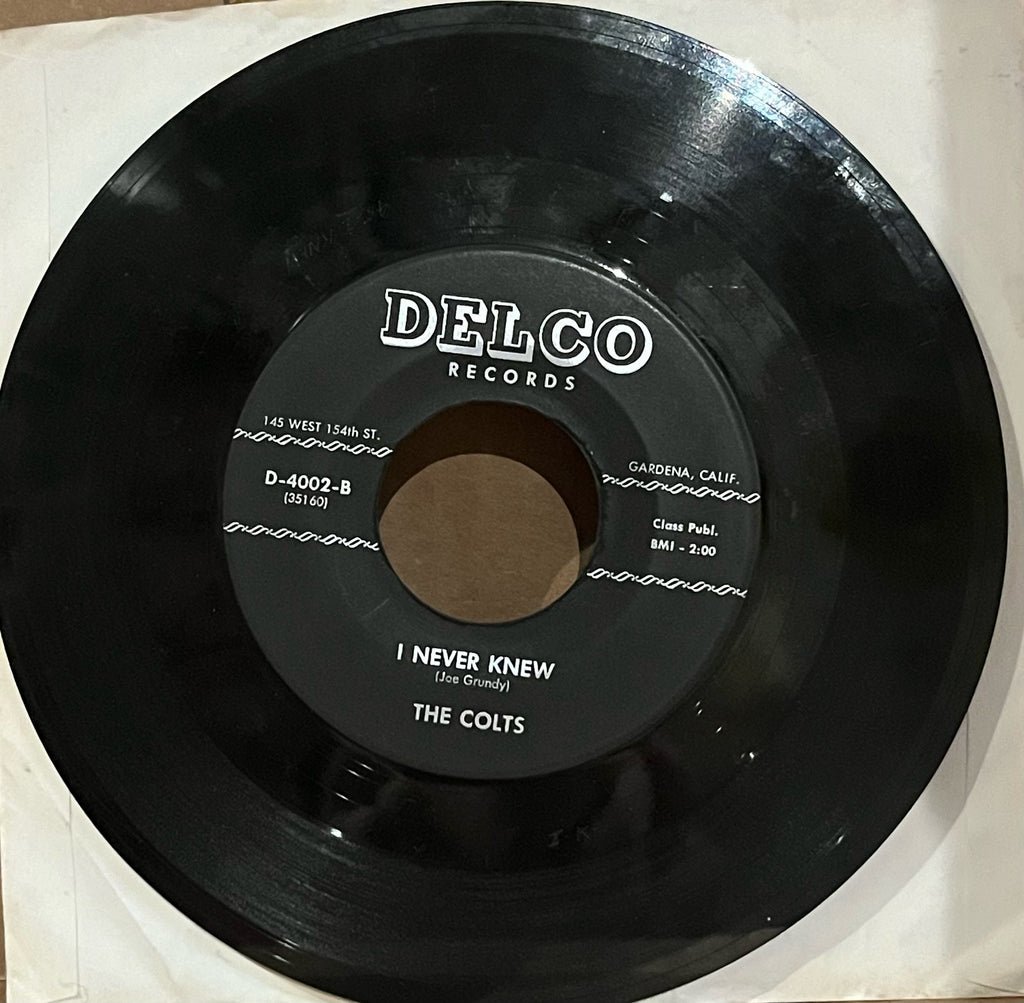 DELCO
RECORDS
145 WEST 154th ST.
GARDENA, CALIF.
D-4002-B
(35160)
Class Publ.
BMI - 2:00
I NEVER KNEW
(Joe Grundy)
THE COLTS